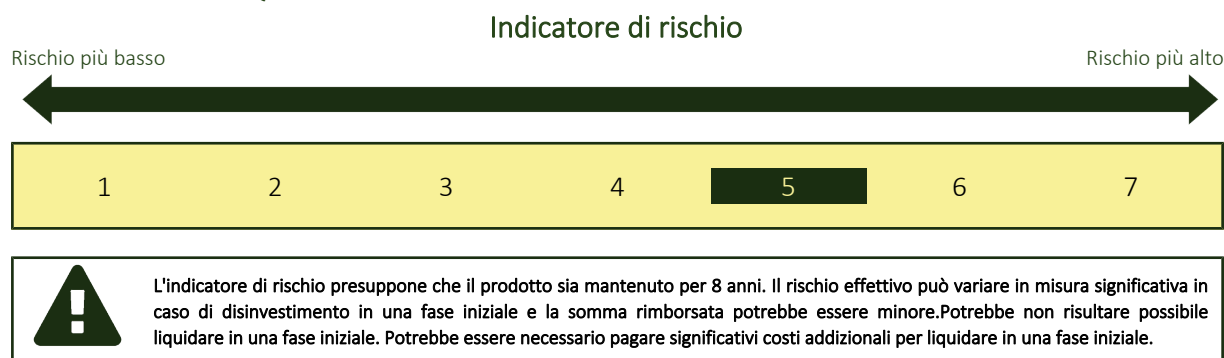 Indicatore di rischio
Rischio più basso
Rischio più alto
1 2 3 4 5 6 7
L'indicatore di rischio presuppone che il prodotto sia mantenuto per 8 anni. Il rischio effettivo può variare in misura significativa in
caso di disinvestimento in una fase iniziale e la somma rimborsata potrebbe essere minore.Potrebbe non risultare possibile
liquidare in una fase iniziale. Potrebbe essere necessario pagare significativi costi addizionali per liquidare in una fase iniziale.